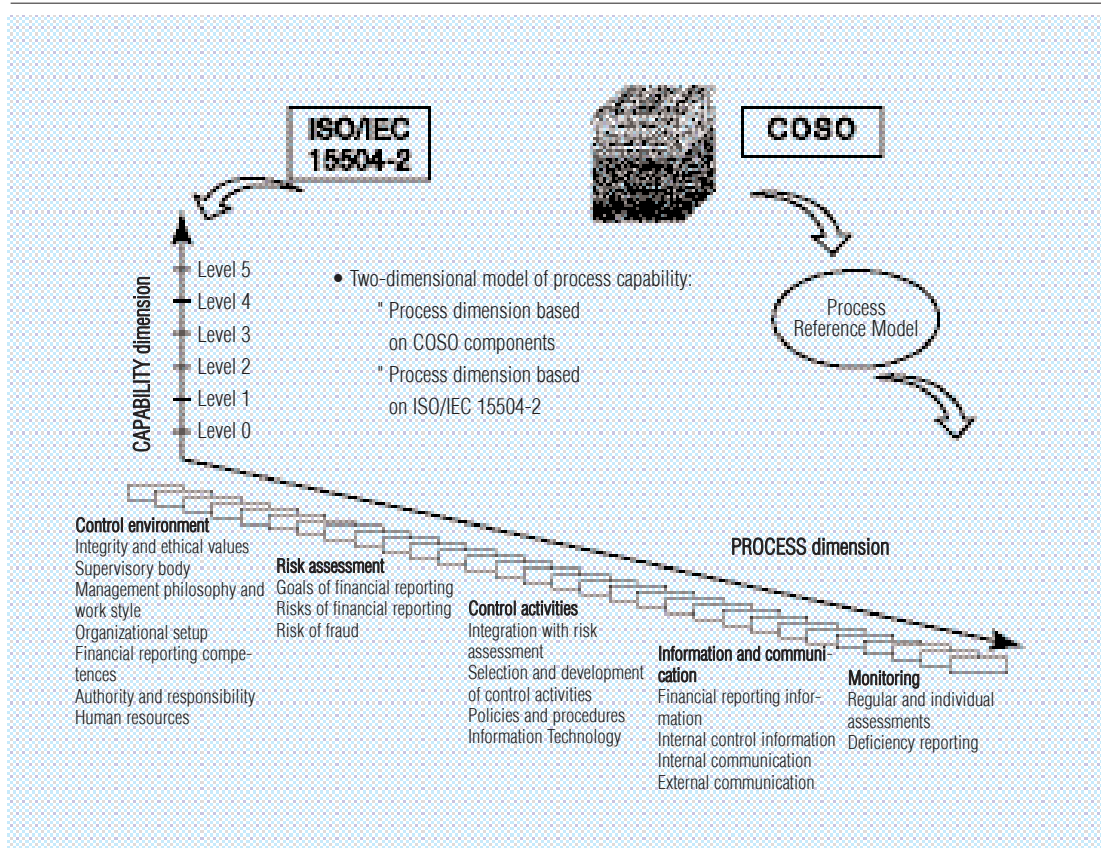 ISO/IEC
15504-2
COSO
Level 5
Level 4
Level 3
Level 2
Level 1
Level 0
CAPABILITY dimension
• Two-dimensional model of process capability:
" Process dimension based
on COSO components
" Process dimension based
on ISO/IEC 15504-2
Process
Reference Model
PROCESS dimension
Control environment
Integrity and ethical values
Supervisory body
Management philosophy and
work style
Organizational setup
Financial reporting compe-
tences
Authority and responsibility
Human resources
Risk assessment
Goals of financial reporting
Risks of financial reporting
Risk of fraud
Control activities
Integration with risk
assessment
Selection and development
of control activities
Policies and procedures
Information Technology
Information and communi-
cation
Financial reporting infor-
mation
Internal control information
Internal communication
External communication
Monitoring
Regular and individual
assessments
Deficiency reporting